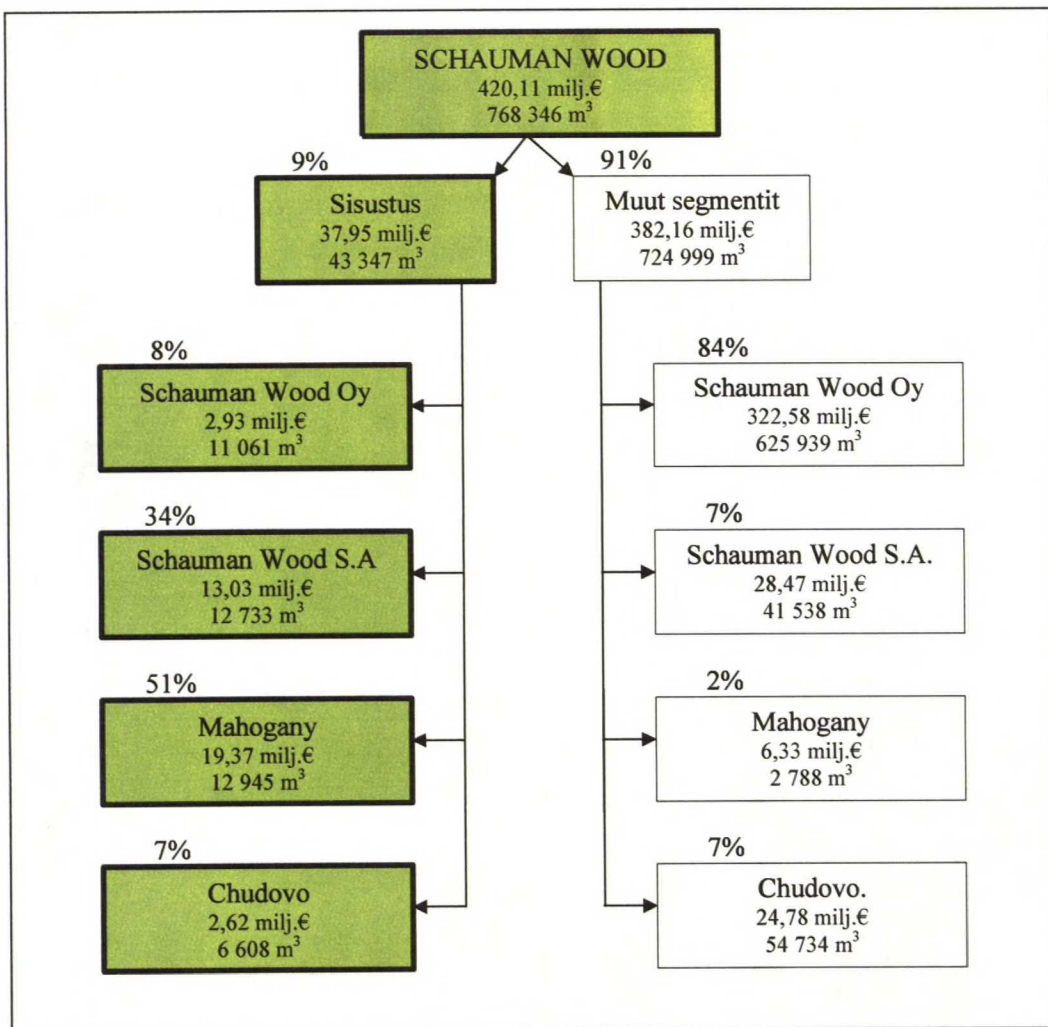 SCHAUMAN WOOD
420,11 milj.€
768 346 m³
9%
Sisustus
37,95 milj.€
43 347 m³
91%
Muut segmentit
382,16 milj.€
724 999 m³
8%
Schauman Wood Oy
2,93 milj.€
11 061 m³
84%
Schauman Wood Oy
322,58 milj.€
625 939 m³
34%
Schauman Wood S.A
13,03 milj.€
12 733 m³
7%
Schauman Wood S.A.
28,47 milj.€
41 538 m³
51%
Mahogany
19,37 milj.€
12 945 m³
2%
Mahogany
6,33 milj.€
2 788 m³
7%
Chudovo
2,62 milj.€
6 608 m³
7%
Chudovo.
24,78 milj.€
54 734 m³